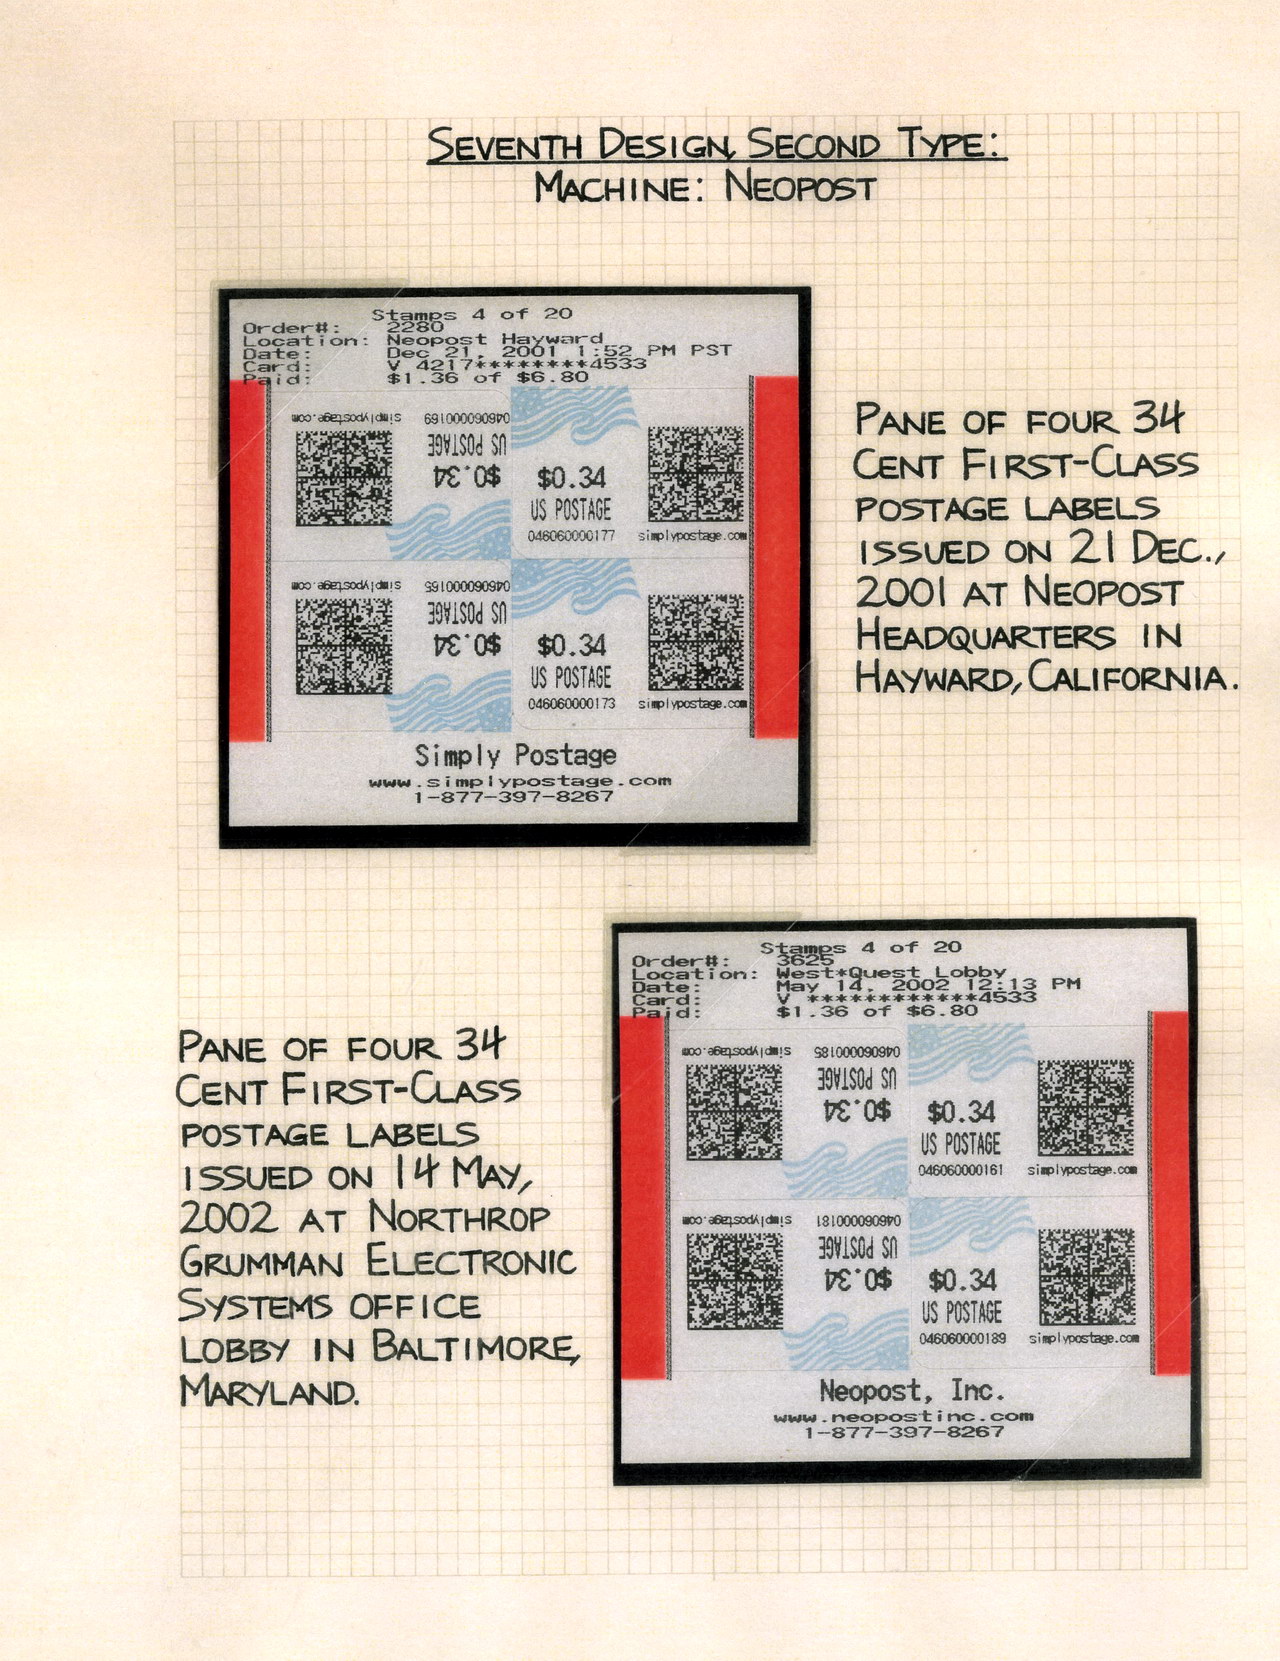 SEVENTH DESIGN, SECOND TYPE:
MACHINE: NEOPOST
Stamps 4 of 20
Order#: 2280
Location: Neopost Hayward
Date: Dec 21, 2001 1:52 PM PST
Card: V 4217********4533
Paid: $1.36 of $6.80
simplypostage.com 046060000169
US POSTAGE
$0.34
$0.34
US POSTAGE
046060000177 simplypostage.com
simplypostage.com 046060000165
US POSTAGE
$0.34
$0.34
US POSTAGE
046060000173 simplypostage.com
Simply Postage
www.simplypostage.com
1-877-397-8267
PANE OF FOUR 34
CENT FIRST-CLASS
POSTAGE LABELS
ISSUED ON 21 DEC.,
2001 AT NEOPOST
HEADQUARTERS IN
HAYWARD, CALIFORNIA.
PANE OF FOUR 34
CENT FIRST-CLASS
POSTAGE LABELS
ISSUED ON 14 MAY,
2002 AT NORTHROP
GRUMMAN ELECTRONIC
SYSTEMS OFFICE
LOBBY IN BALTIMORE,
MARYLAND.
Stamps 4 of 20
Order#: 3625
Location: West*Quest Lobby
Date: May 14, 2002 12:13 PM
Card: V ************4533
Paid: $1.36 of $6.80
simplypostage.com 046060000185
US POSTAGE
$0.34
$0.34
US POSTAGE
046060000161 simplypostage.com
simplypostage.com 046060000181
US POSTAGE
$0.34
$0.34
US POSTAGE
046060000189 simplypostage.com
Neopost, Inc.
www.neopostinc.com
1-877-397-8267